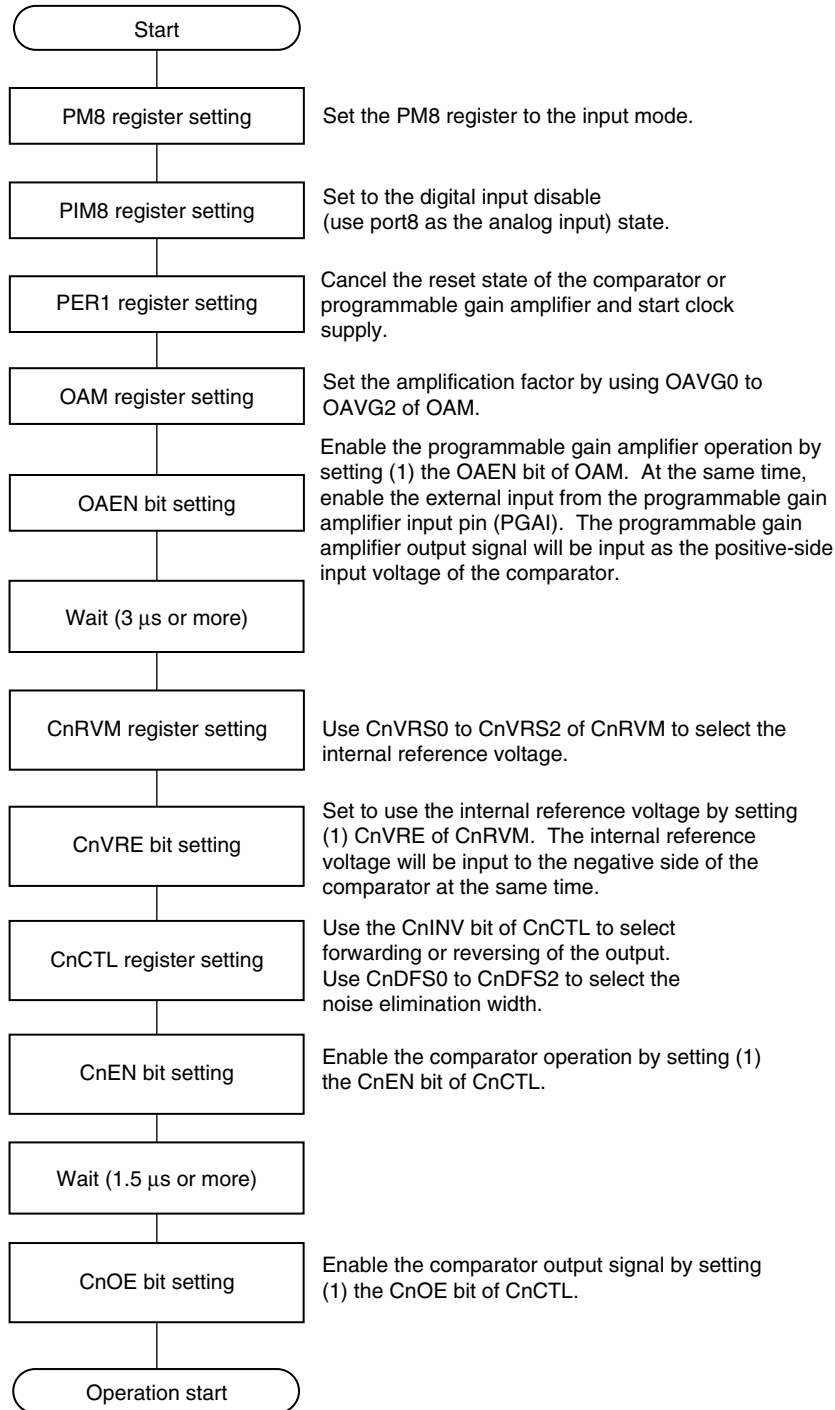 Start
PM8 register setting
Set the PM8 register to the input mode.
PIM8 register setting
Set to the digital input disable
(use port8 as the analog input) state.
PER1 register setting
Cancel the reset state of the comparator or
programmable gain amplifier and start clock
supply.
OAM register setting
Set the amplification factor by using OAVG0 to
OAVG2 of OAM.
OAEN bit setting
Enable the programmable gain amplifier operation by
setting (1) the OAEN bit of OAM. At the same time,
enable the external input from the programmable gain
amplifier input pin (PGAI). The programmable gain
amplifier output signal will be input as the positive-side
input voltage of the comparator.
Wait (3 μs or more)
CnRVM register setting
Use CnVRS0 to CnVRS2 of CnRVM to select the
internal reference voltage.
CnVRE bit setting
Set to use the internal reference voltage by setting
(1) CnVRE of CnRVM. The internal reference
voltage will be input to the negative side of the
comparator at the same time.
CnCTL register setting
Use the CnINV bit of CnCTL to select
forwarding or reversing of the output.
Use CnDFS0 to CnDFS2 to select the
noise elimination width.
CnEN bit setting
Enable the comparator operation by setting (1)
the CnEN bit of CnCTL.
Wait (1.5 μs or more)
CnOE bit setting
Enable the comparator output signal by setting
(1) the CnOE bit of CnCTL.
Operation start